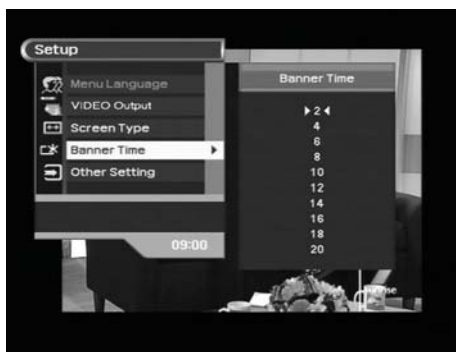 Setup
Menu Language
VIDEO Output
Screen Type
Banner Time
Other Setting
09:00
Banner Time
2
4
6
8
10
12
14
16
18
20